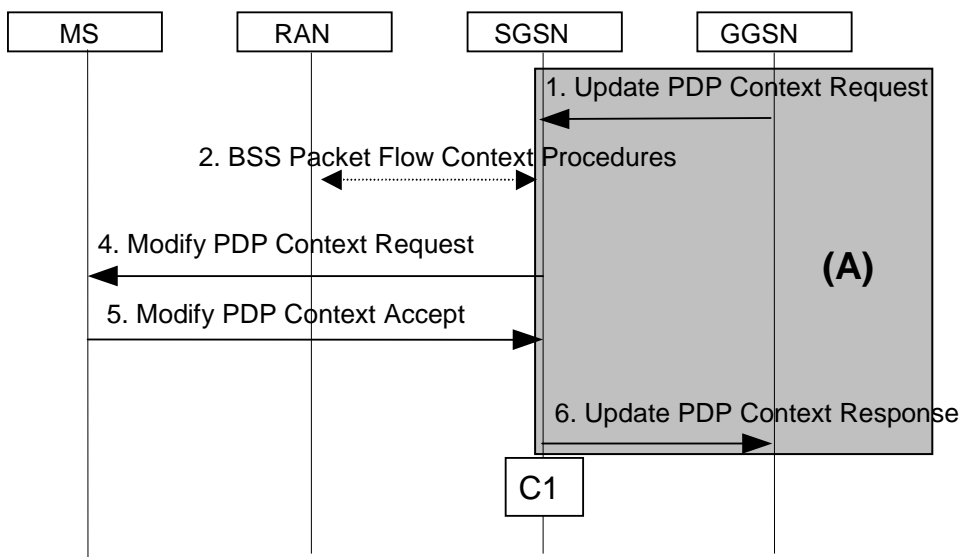 MS
RAN
SGSN
GGSN
1. Update PDP Context Request
2. BSS Packet Flow Context Procedures
4. Modify PDP Context Request
(A)
5. Modify PDP Context Accept
6. Update PDP Context Response
C1